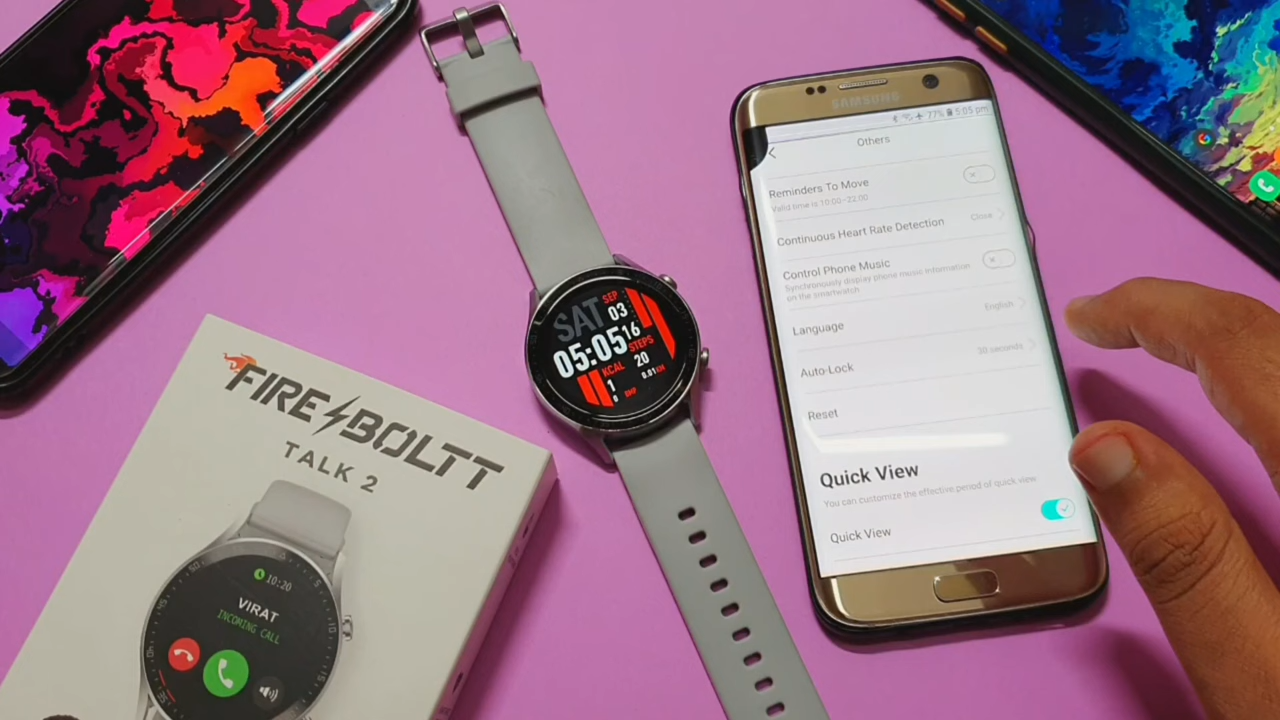 FIRE BOLTT
TALK 2
10:20
VIRAT
INCOMING CALL
SAT
SEP
03
05:05 16
STEPS
20
KCAL
1
0.01KM
SAMSUNG
77% 5:05 pm
Others
Reminders To Move
Valid time is 10:00-22:00
Continuous Heart Rate Detection
Close
Control Phone Music
Synchronously display phone music information
on the smartwatch
Language
English
Auto-Lock
30 seconds
Reset
Quick View
You can customize the effective period of quick view
Quick View